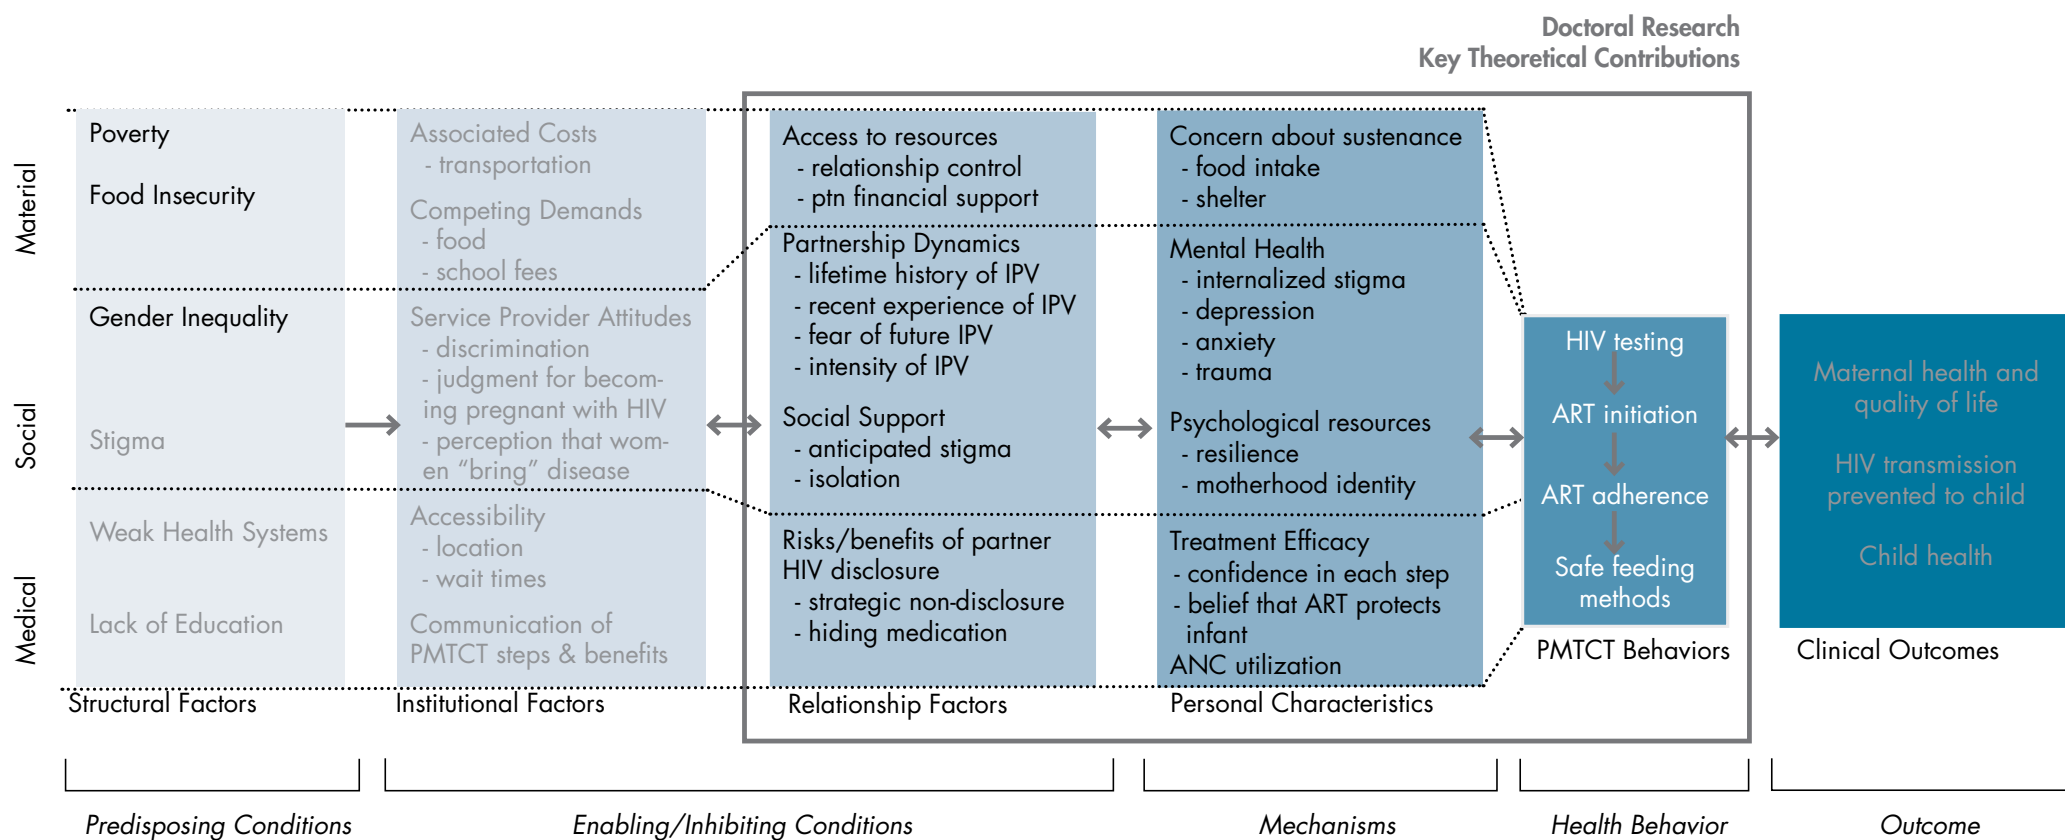 Doctoral Research
Key Theoretical Contributions
Material
Social
Medical
Poverty
Food Insecurity
Gender Inequality
Stigma
Weak Health Systems
Lack of Education
Structural Factors
Associated Costs
- transportation
Competing Demands
- food
- school fees
Service Provider Attitudes
- discrimination
- judgment for becom-
ing pregnant with HIV
- perception that wom-
en “bring” disease
Accessibility
- location
- wait times
Communication of
PMTCT steps & benefits
Institutional Factors
Access to resources
- relationship control
- ptn financial support
Partnership Dynamics
- lifetime history of IPV
- recent experience of IPV
- fear of future IPV
- intensity of IPV
Social Support
- anticipated stigma
- isolation
Risks/benefits of partner
HIV disclosure
- strategic non-disclosure
- hiding medication
Relationship Factors
Concern about sustenance
- food intake
- shelter
Mental Health
- internalized stigma
- depression
- anxiety
- trauma
Psychological resources
- resilience
- motherhood identity
Treatment Efficacy
- confidence in each step
- belief that ART protects
infant
ANC utilization
Personal Characteristics
HIV testing
ART initiation
ART adherence
Safe feeding
methods
PMTCT Behaviors
Maternal health and
quality of life
HIV transmission
prevented to child
Child health
Clinical Outcomes
Predisposing Conditions
Enabling/Inhibiting Conditions
Mechanisms
Health Behavior
Outcome